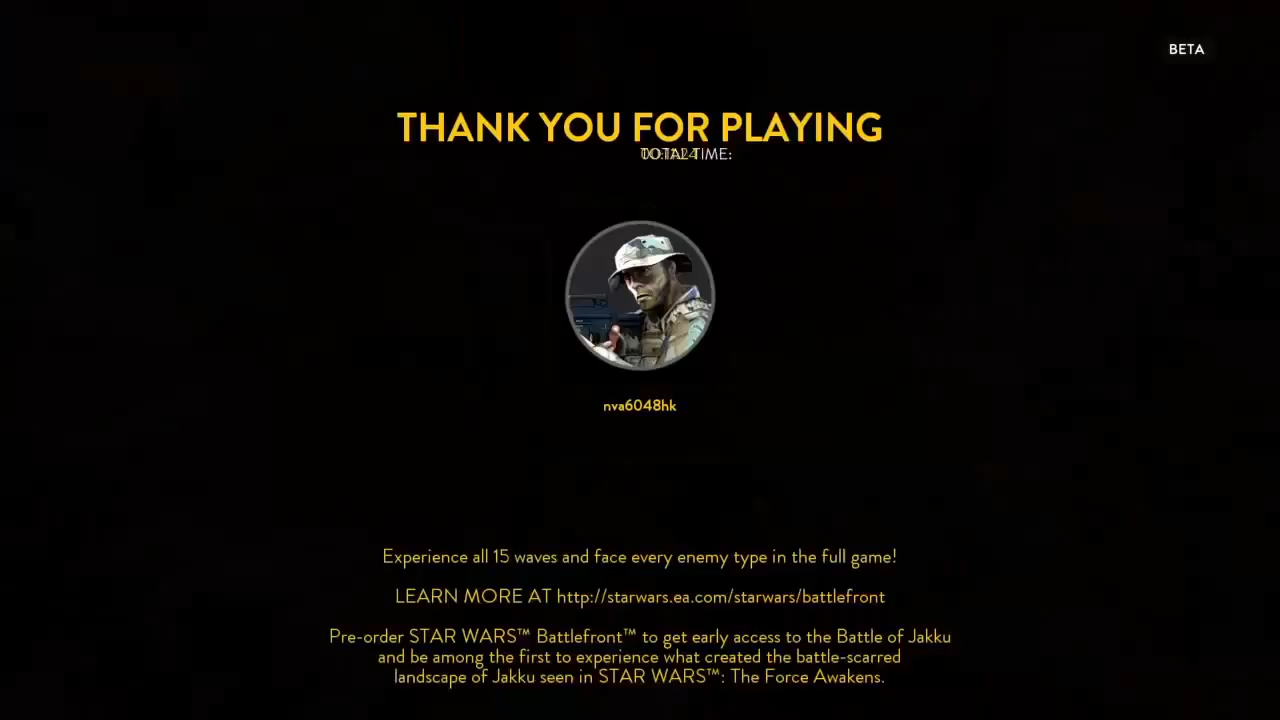 BETA
THANK YOU FOR PLAYING
TOTAL TIME:
nva6048hk
Experience all 15 waves and face every enemy type in the full game!
LEARN MORE AT http://starwars.ea.com/starwars/battlefront
Pre-order STAR WARS™ Battlefront™ to get early access to the Battle of Jakku
and be among the first to experience what created the battle-scarred
landscape of Jakku seen in STAR WARS™: The Force Awakens.